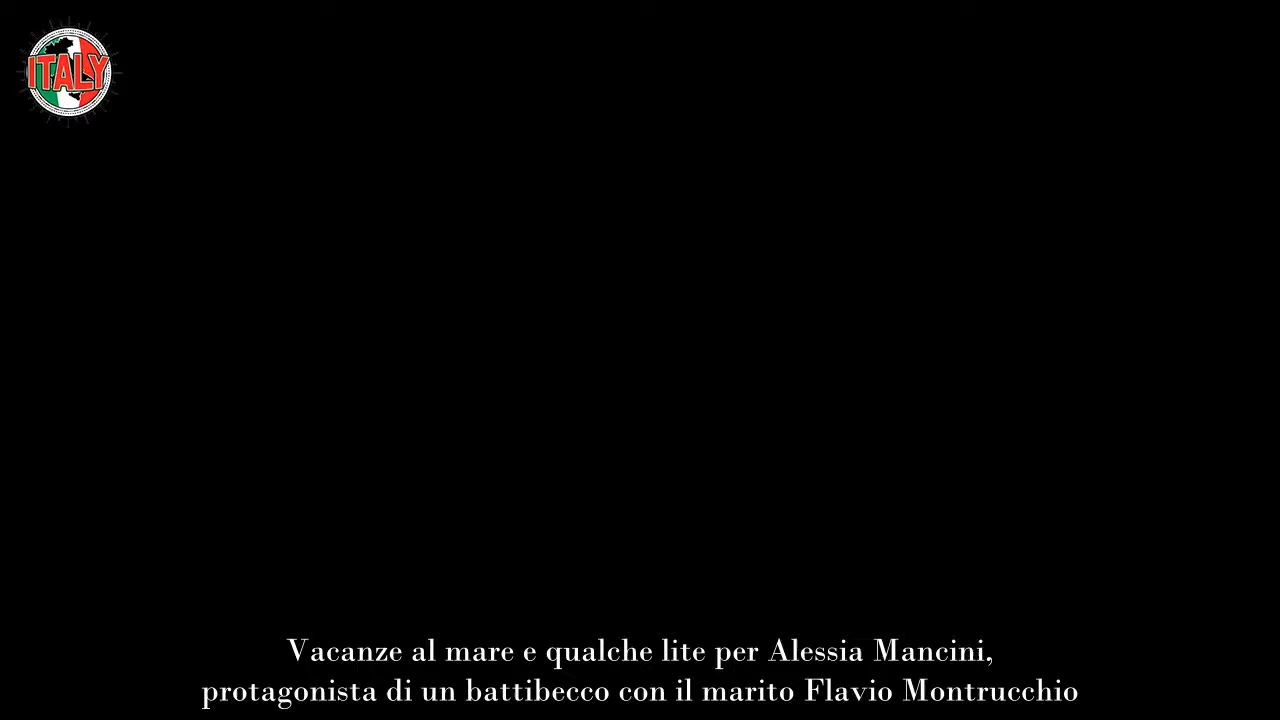 ITALY
Vacanze al mare e qualche lite per Alessia Mancini,
protagonista di un battibecco con il marito Flavio Montrucchio